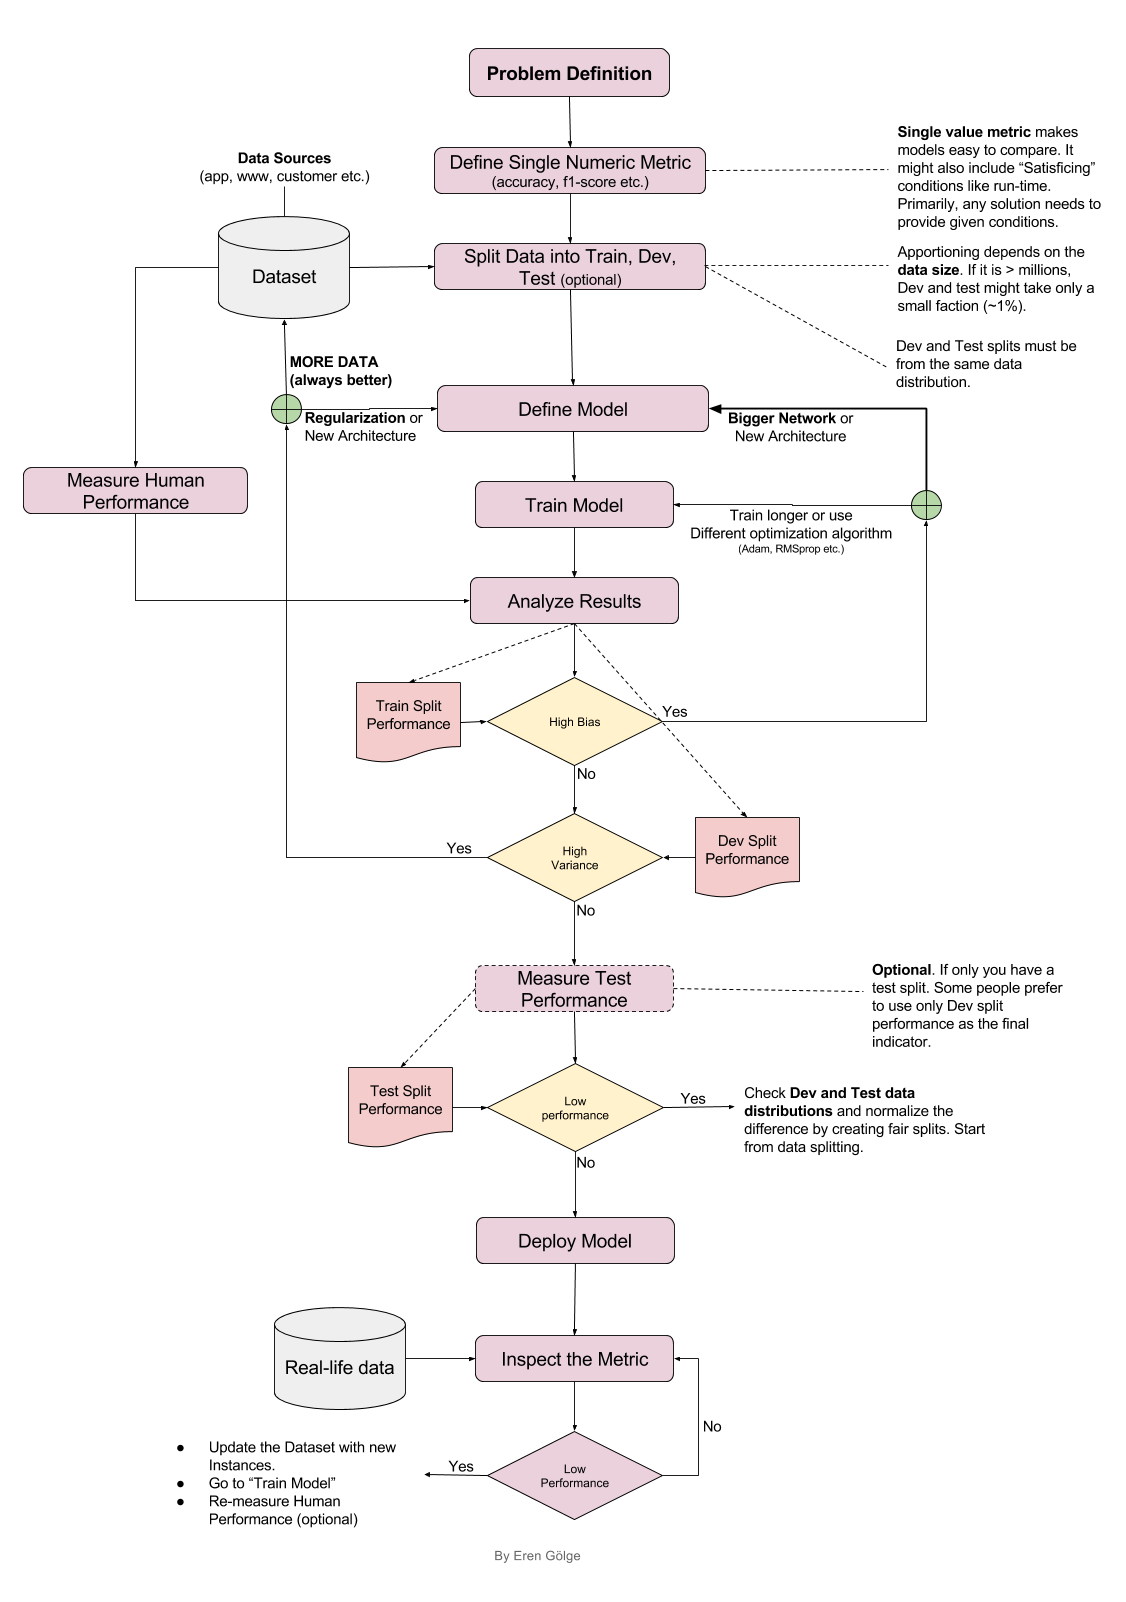 Problem Definition
Define Single Numeric Metric
(accuracy, f1-score etc.)
Single value metric makes
models easy to compare. It
might also include “Satisficing”
conditions like run-time.
Primarily, any solution needs to
provide given conditions.
Data Sources
(app, www, customer etc.)
Dataset
Split Data into Train, Dev,
Test (optional)
Apportioning depends on the
data size. If it is > millions,
Dev and test might take only a
small faction (~1%).
Dev and Test splits must be
from the same data
distribution.
MORE DATA
(always better)
Regularization or
New Architecture
Define Model
Bigger Network or
New Architecture
Measure Human
Performance
Train Model
Train longer or use
Different optimization algorithm
(Adam, RMSprop etc.)
Analyze Results
Train Split
Performance
High Bias
Yes
No
Yes
High
Variance
Dev Split
Performance
No
Measure Test
Performance
Optional. If only you have a
test split. Some people prefer
to use only Dev split
performance as the final
indicator.
Test Split
Performance
Low
performance
Yes
Check Dev and Test data
distributions and normalize the
difference by creating fair splits. Start
from data splitting.
No
Deploy Model
Real-life data
Inspect the Metric
No
Low
Performance
Yes
● Update the Dataset with new
Instances.
● Go to “Train Model”
● Re-measure Human
Performance (optional)
By Eren Gölge